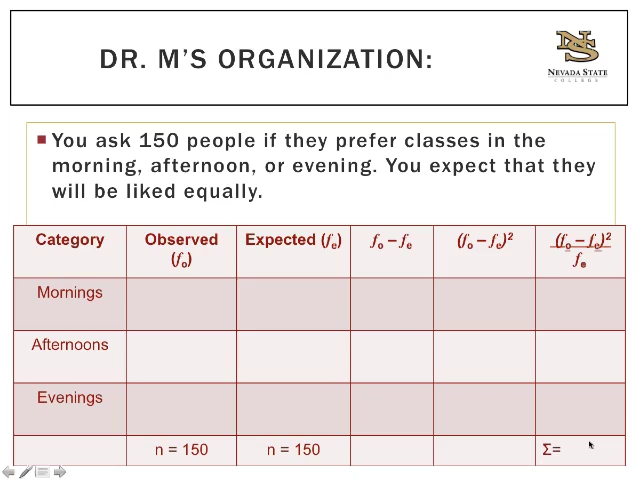 DR. M'S ORGANIZATION:
NS
NEVADA STATE
COLLEGE
You ask 150 people if they prefer classes in the
morning, afternoon, or evening. You expect that they
will be liked equally.
Category Observed (fₒ) Expected (fₑ) fₒ – fₑ (fₒ – fₑ)² (fₒ – fₑ)² / fₑ
Mornings
Afternoons
Evenings
n = 150 n = 150 Σ=